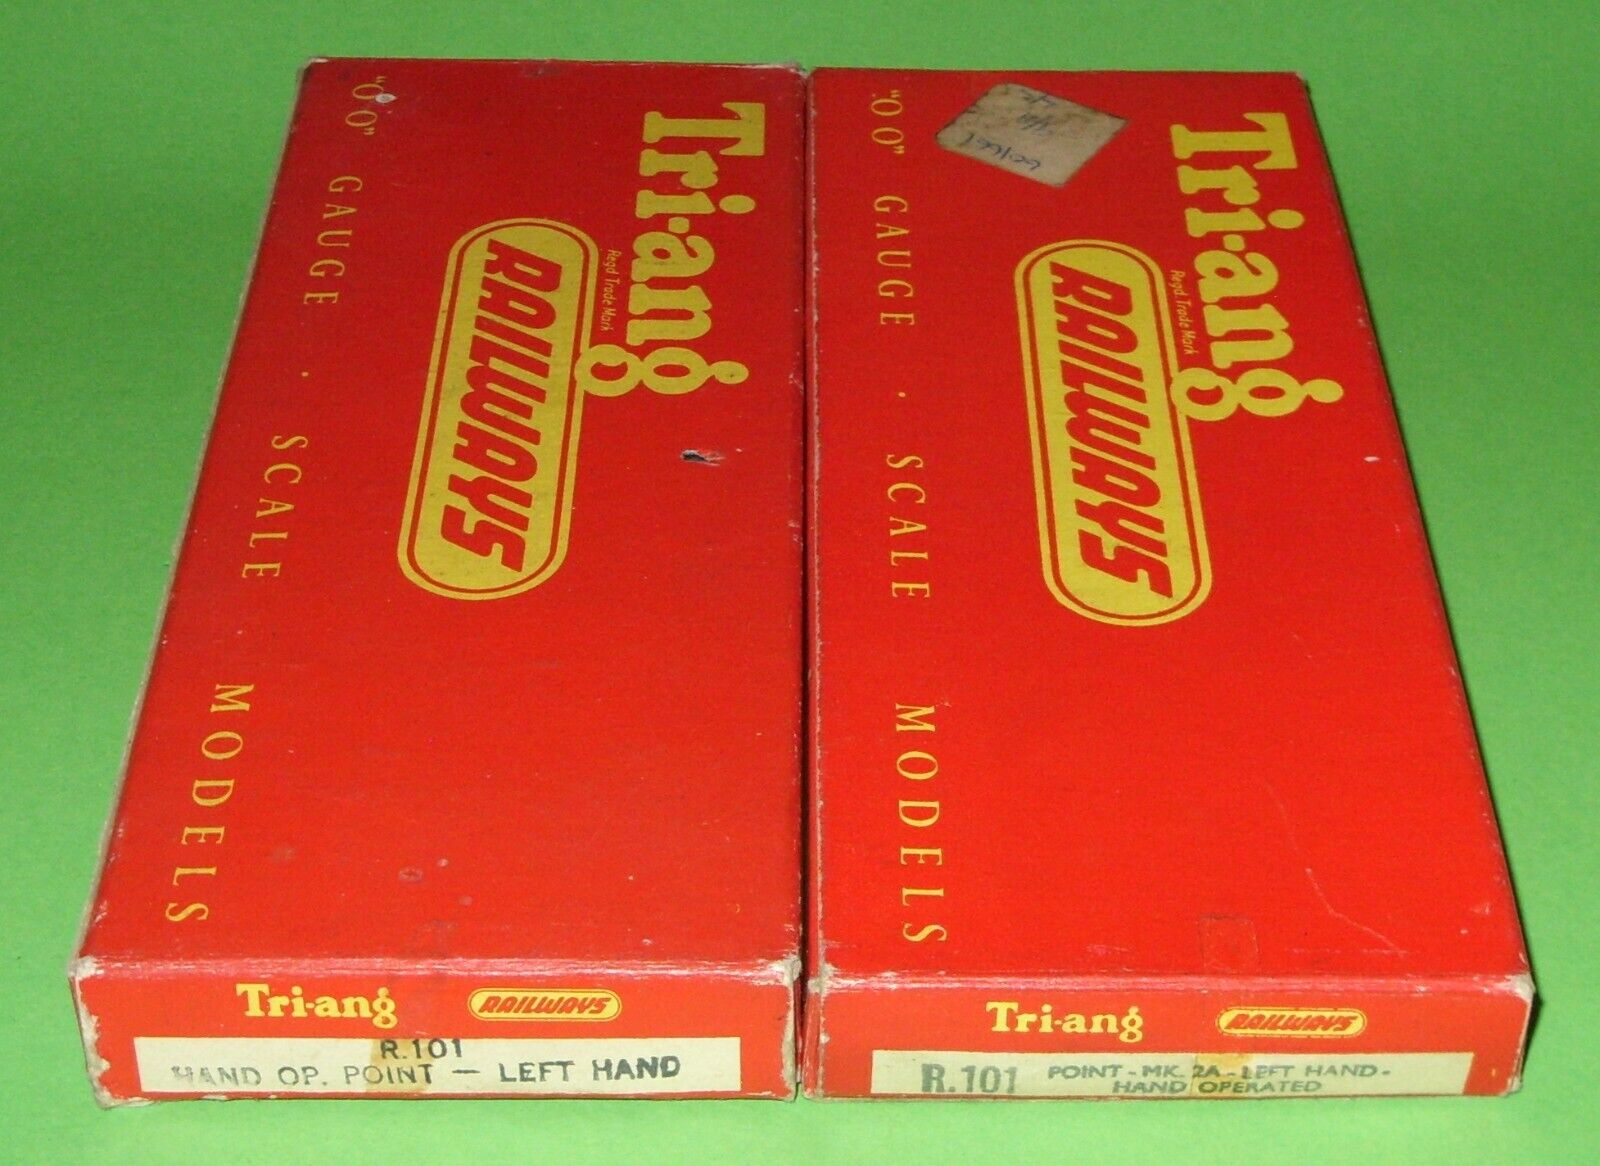 Tri-ang
Regd. Trade Mark
RAILWAYS
"OO" GAUGE · SCALE MODELS
Tri-ang RAILWAYS
R.101
HAND OP. POINT — LEFT HAND
Tri-ang
Regd. Trade Mark
RAILWAYS
"OO" GAUGE · SCALE MODELS
Tri-ang RAILWAYS
R.101 POINT - MK. 2A - LEFT HAND -
HAND OPERATED